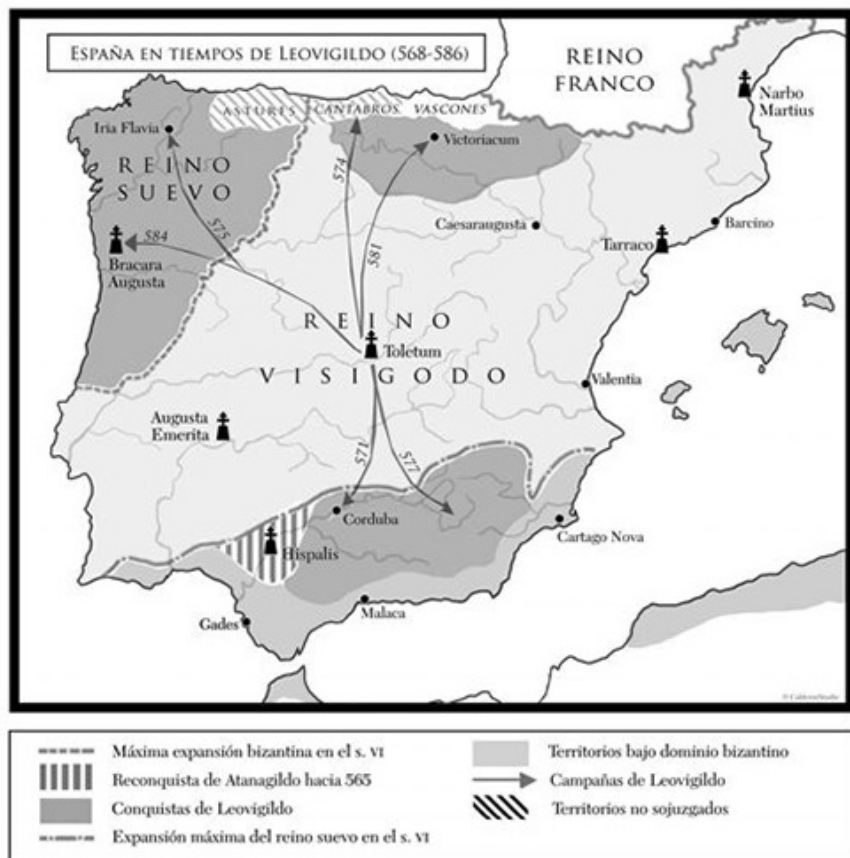 ESPAÑA EN TIEMPOS DE LEOVIGILDO (568-586)
REINO
FRANCO
Narbo
Martius
ASTURES
CANTABROS
VASCONES
Iria Flavia
Victoriacum
REINO
SUEVO
574
575
Caesaraugusta
Barcino
Tarraco
584
Bracara
Augusta
581
REINO
Toletum
VISIGODO
Valentia
Augusta
Emerita
571
577
Corduba
Cartago Nova
Hispalis
Malaca
Gades
Máxima expansión bizantina en el s. VI
Reconquista de Atanagildo hacia 565
Conquistas de Leovigildo
Expansión máxima del reino suevo en el s. VI
Territorios bajo dominio bizantino
Campañas de Leovigildo
Territorios no sojuzgados